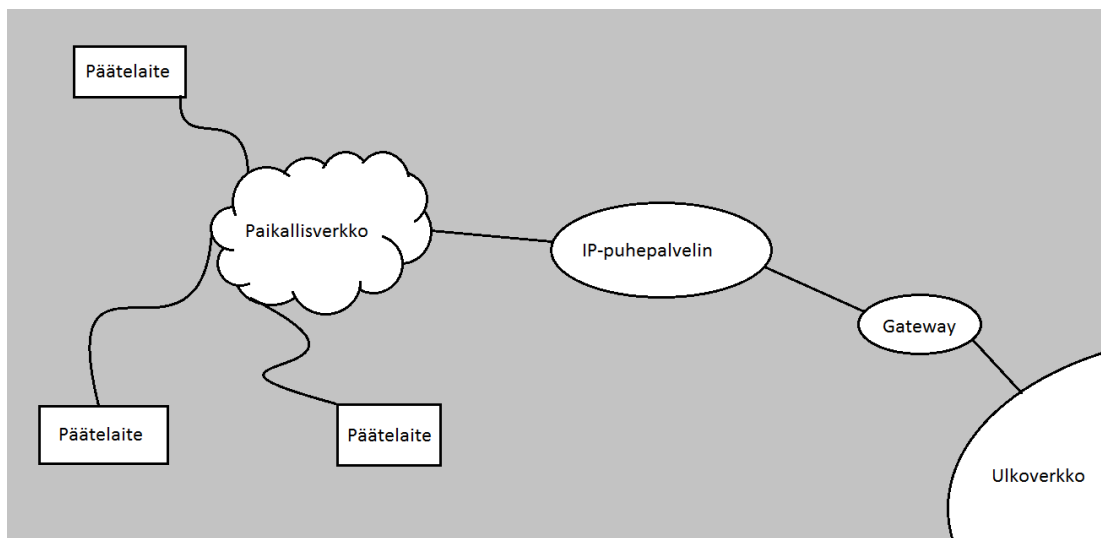 Päätelaite
Paikallisverkko
IP-puhepalvelin
Gateway
Päätelaite
Päätelaite
Ulkoverkko